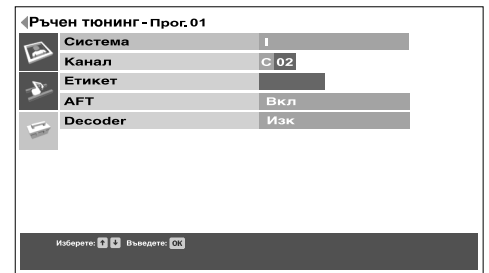 Ръчен тюнинг - Прог. 01
Система I
Канал C 02
Етикет
AFT Вкл
Decoder Изк
Изберете: Въведете: OK